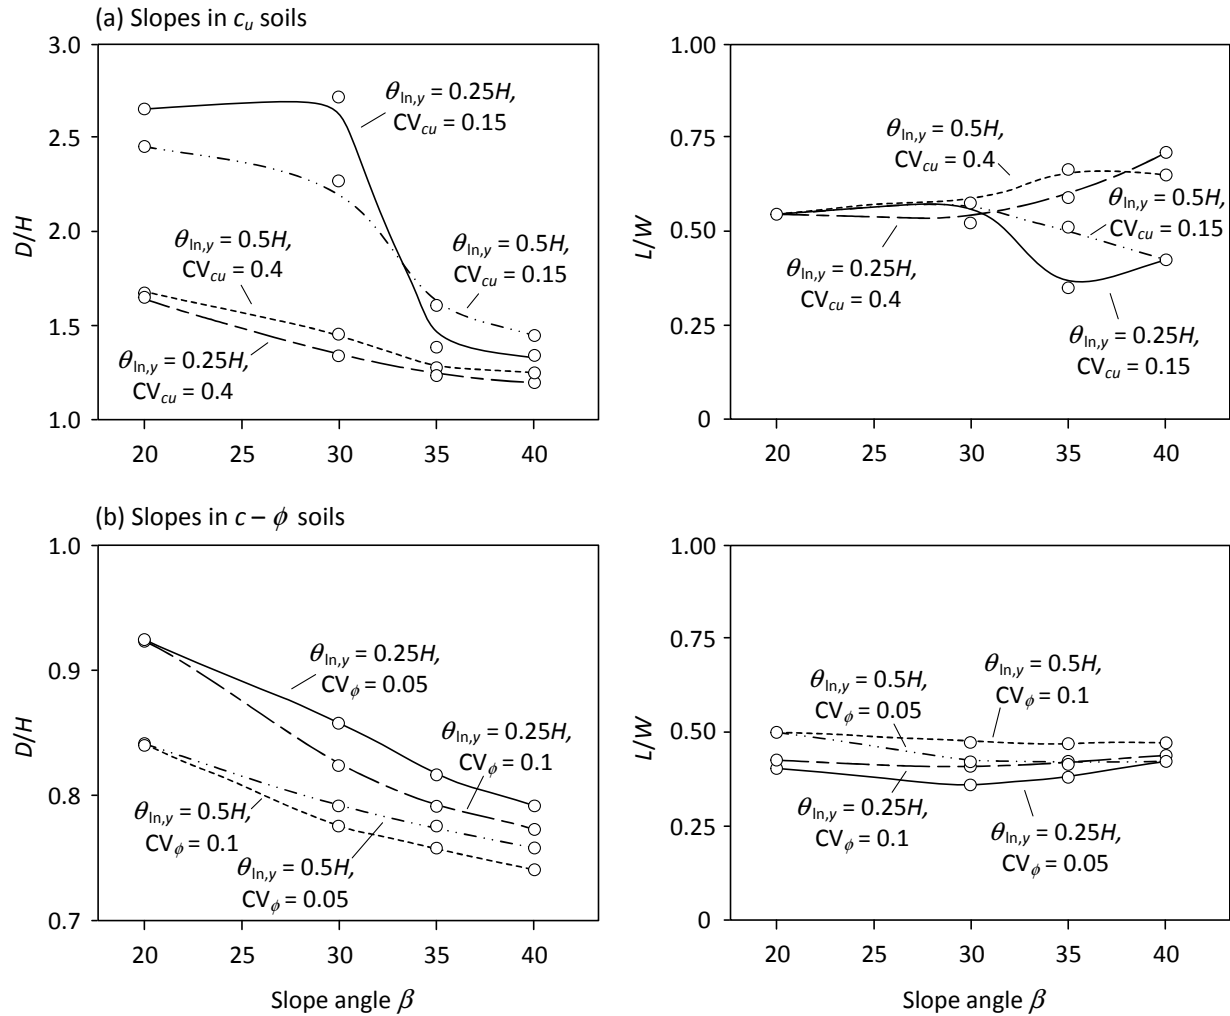 (a) Slopes in cu soils
3.0
2.5
2.0
1.5
1.0
D/H
20
30
35
40
θln,y = 0.25H,
CVcu = 0.15
θln,y = 0.5H,
CVcu = 0.4
θln,y = 0.5H,
CVcu = 0.15
θln,y = 0.25H,
CVcu = 0.4
1.00
0.75
0.50
0.25
0
L/W
20
30
35
40
θln,y = 0.5H,
CVcu = 0.4
θln,y = 0.5H,
CVcu = 0.15
θln,y = 0.25H,
CVcu = 0.4
θln,y = 0.25H,
CVcu = 0.15
(b) Slopes in c – ϕ soils
1.0
0.9
0.8
0.7
D/H
20
30
35
40
Slope angle β
θln,y = 0.25H,
CVϕ = 0.05
θln,y = 0.25H,
CVϕ = 0.1
θln,y = 0.5H,
CVϕ = 0.1
θln,y = 0.5H,
CVϕ = 0.05
1.00
0.75
0.50
0.25
0
L/W
20
30
35
40
Slope angle β
θln,y = 0.5H,
CVϕ = 0.05
θln,y = 0.5H,
CVϕ = 0.1
θln,y = 0.25H,
CVϕ = 0.1
θln,y = 0.25H,
CVϕ = 0.05